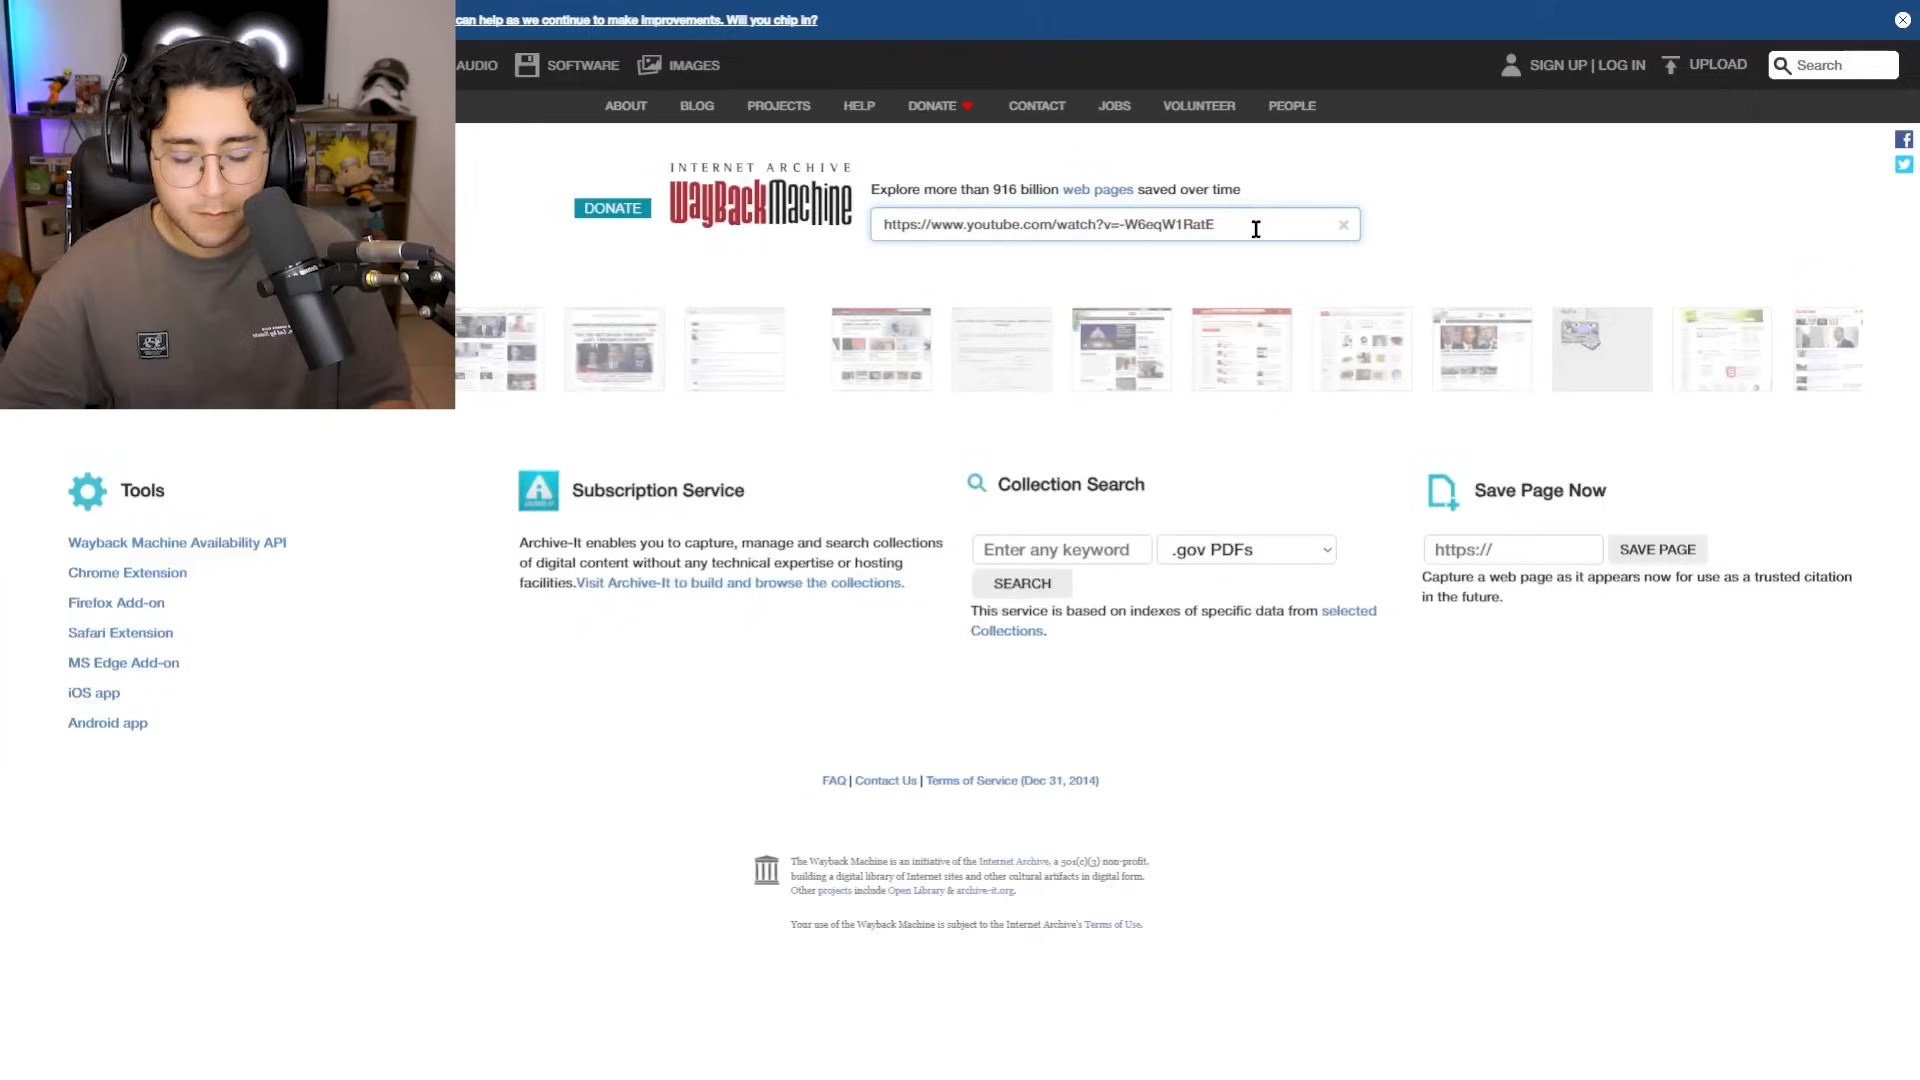 can help as we continue to make improvements. Will you chip in?
AUDIO SOFTWARE IMAGES SIGN UP | LOG IN UPLOAD Search
ABOUT BLOG PROJECTS HELP DONATE CONTACT JOBS VOLUNTEER PEOPLE
INTERNET ARCHIVE
WayBackMachine
DONATE
Explore more than 916 billion web pages saved over time
https://www.youtube.com/watch?v=-W6eqW1RatE
Tools
Wayback Machine Availability API
Chrome Extension
Firefox Add-on
Safari Extension
MS Edge Add-on
iOS app
Android app
Subscription Service
Archive-It enables you to capture, manage and search collections
of digital content without any technical expertise or hosting
facilities.Visit Archive-It to build and browse the collections.
Collection Search
Enter any keyword .gov PDFs
SEARCH
This service is based on indexes of specific data from selected
Collections.
Save Page Now
https:// SAVE PAGE
Capture a web page as it appears now for use as a trusted citation
in the future.
FAQ | Contact Us | Terms of Service (Dec 31, 2014)
The Wayback Machine is an initiative of the Internet Archive, a 501(c)(3) non-profit,
building a digital library of Internet sites and other cultural artifacts in digital form.
Other projects include Open Library & archive-it.org.
Your use of the Wayback Machine is subject to the Internet Archive's Terms of Use.